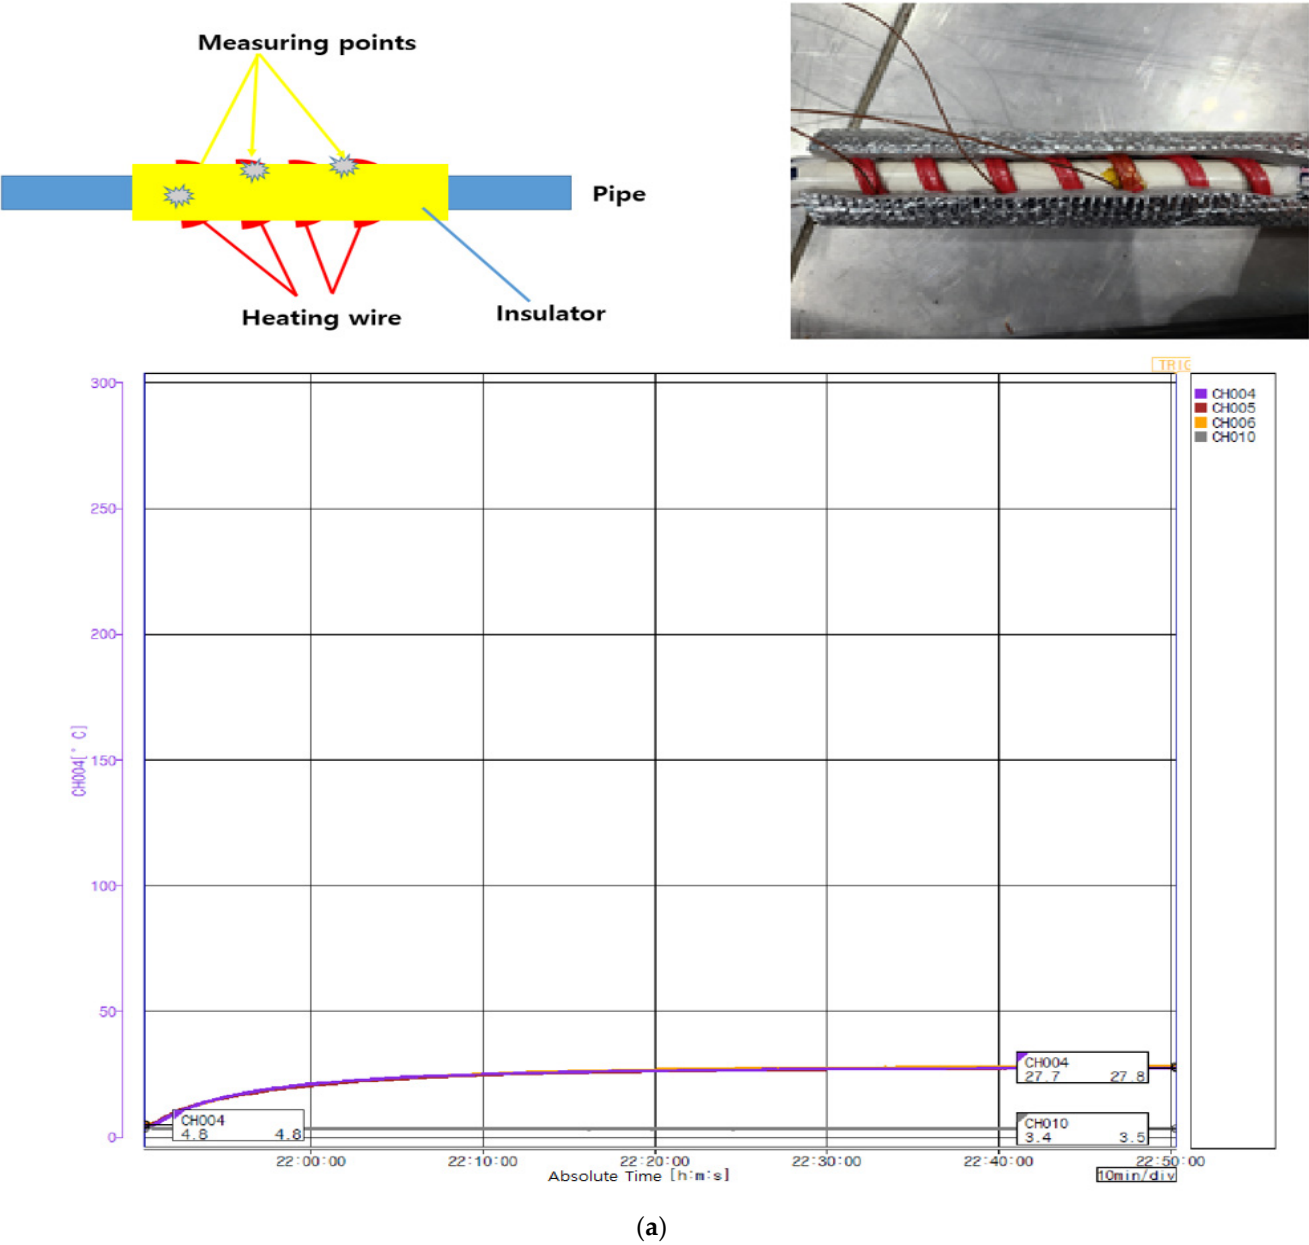 Measuring points
Pipe
Heating wire
Insulator
TRIG
300
250
200
150
100
50
0
CH004[° C]
CH004
CH005
CH006
CH010
CH004
4.8 4.8
CH004
27.7 27.8
CH010
3.4 3.5
22:00:00 22:10:00 22:20:00 22:30:00 22:40:00 22:50:00
Absolute Time [h:m:s]
10min/div
(a)